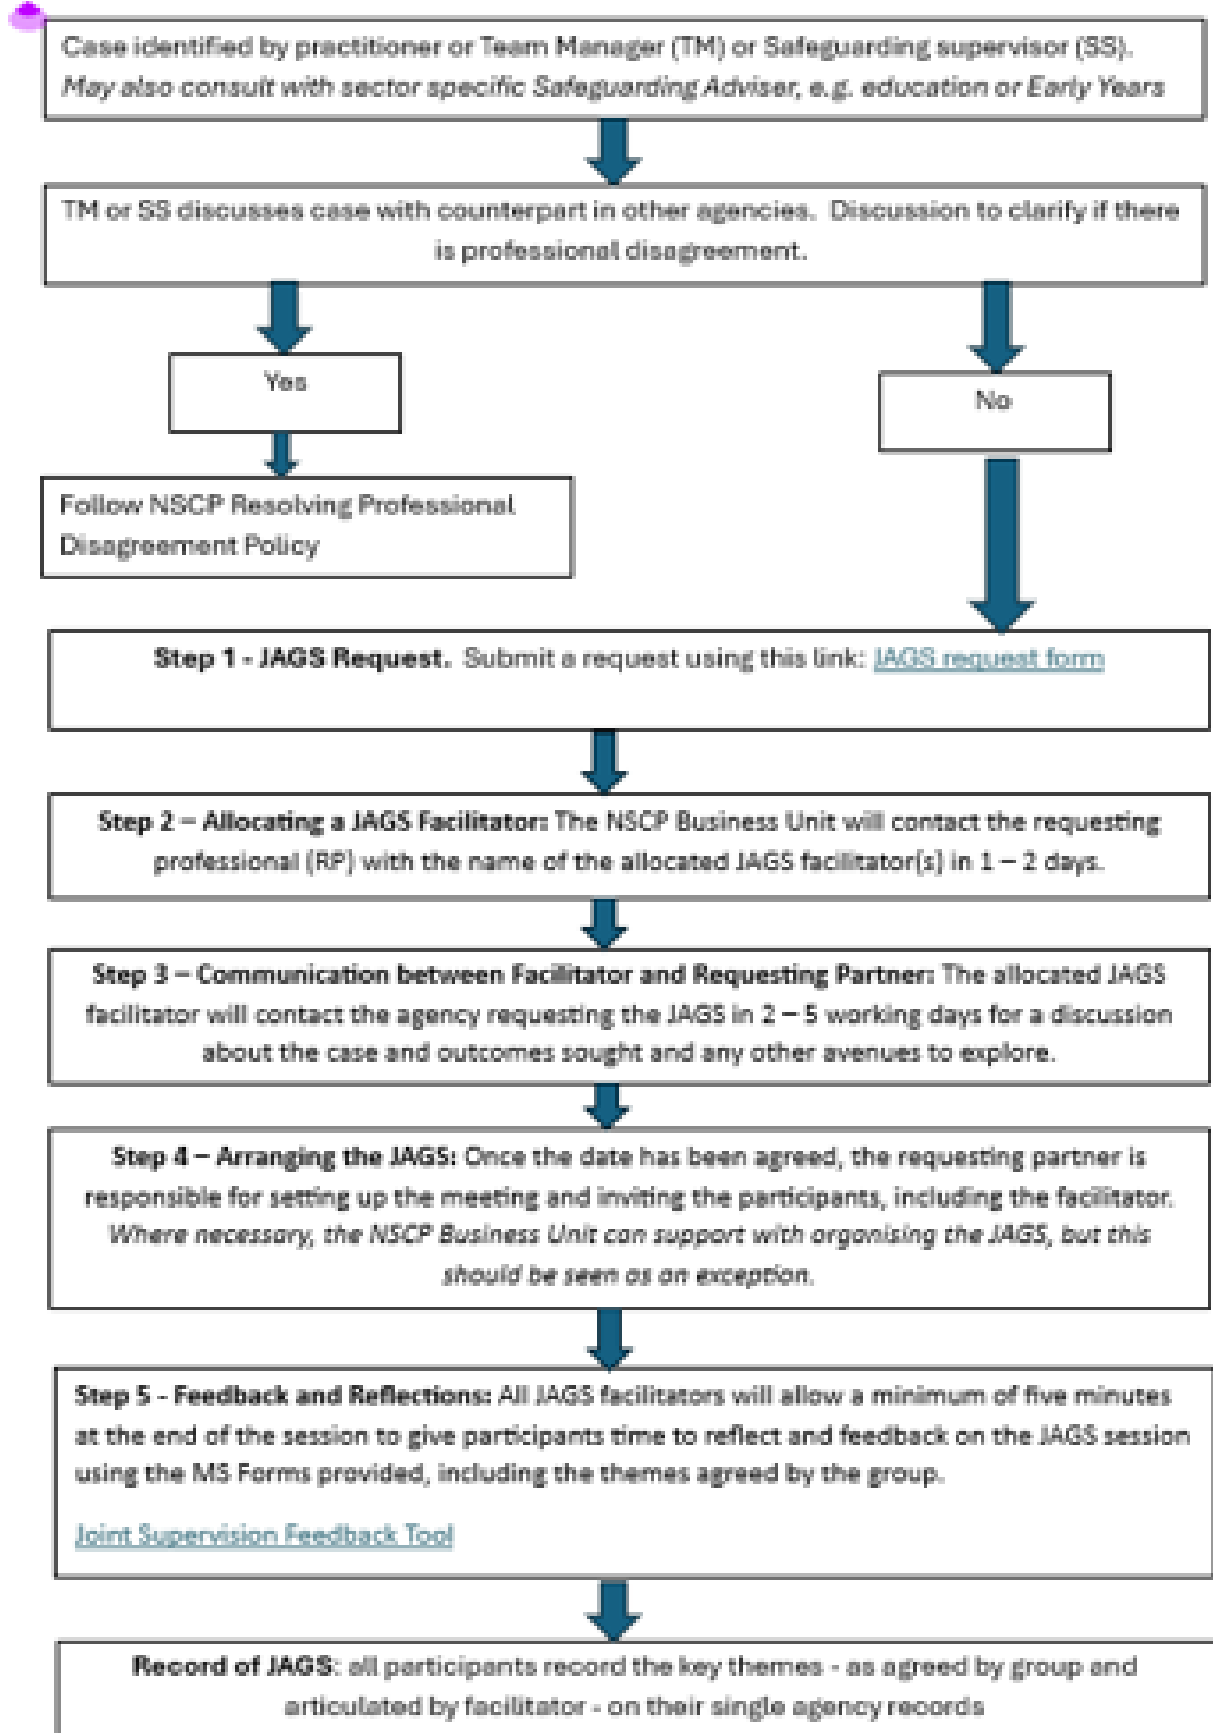 Case identified by practitioner or Team Manager (TM) or Safeguarding supervisor (SS).
May also consult with sector specific Safeguarding Adviser, e.g. education or Early Years
TM or SS discusses case with counterpart in other agencies. Discussion to clarify if there
is professional disagreement.
Yes
No
Follow NSCP Resolving Professional
Disagreement Policy
Step 1 - JAGS Request. Submit a request using this link: JAGS request form
Step 2 – Allocating a JAGS Facilitator: The NSCP Business Unit will contact the requesting
professional (RP) with the name of the allocated JAGS facilitator(s) in 1 – 2 days.
Step 3 – Communication between Facilitator and Requesting Partner: The allocated JAGS
facilitator will contact the agency requesting the JAGS in 2 – 5 working days for a discussion
about the case and outcomes sought and any other avenues to explore.
Step 4 – Arranging the JAGS: Once the date has been agreed, the requesting partner is
responsible for setting up the meeting and inviting the participants, including the facilitator.
Where necessary, the NSCP Business Unit can support with organising the JAGS, but this
should be seen as an exception.
Step 5 - Feedback and Reflections: All JAGS facilitators will allow a minimum of five minutes
at the end of the session to give participants time to reflect and feedback on the JAGS session
using the MS Forms provided, including the themes agreed by the group.
Joint Supervision Feedback Tool
Record of JAGS: all participants record the key themes - as agreed by group and
articulated by facilitator - on their single agency records